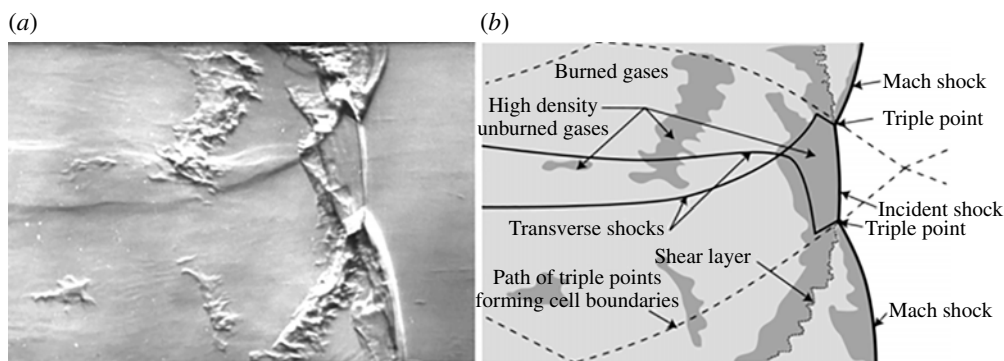 (a)
(b)
Burned gases
High density
unburned gases
Mach shock
Triple point
Incident shock
Triple point
Transverse shocks
Shear layer
Path of triple points
forming cell boundaries
Mach shock